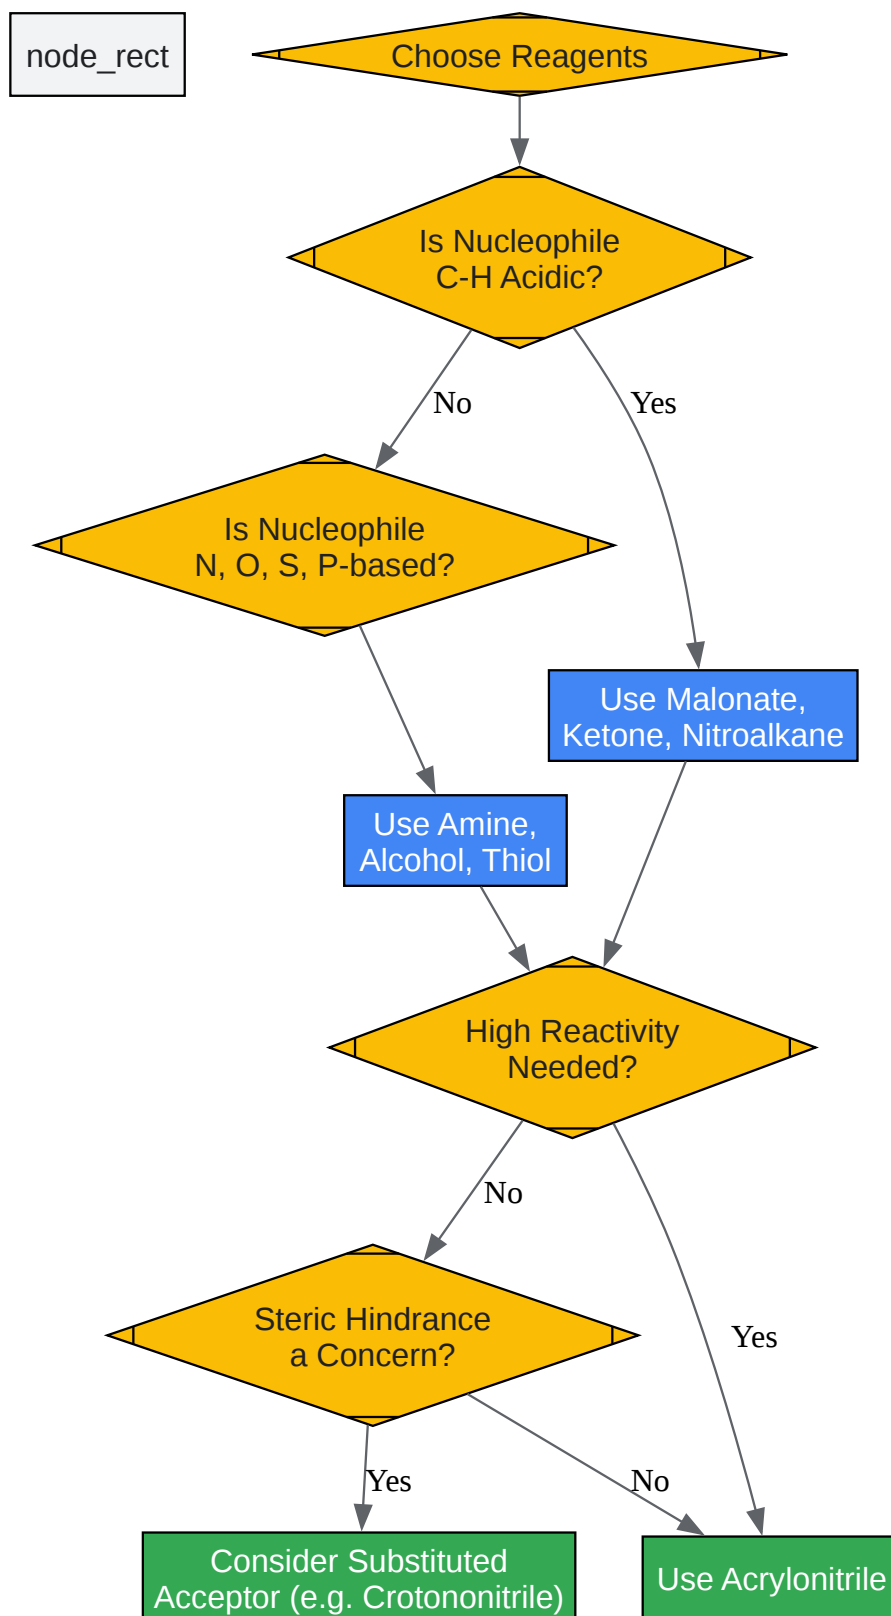 node_rect
Choose Reagents
Is Nucleophile
C-H Acidic?
No
Yes
Is Nucleophile
N, O, S, P-based?
Use Malonate,
Ketone, Nitroalkane
Use Amine,
Alcohol, Thiol
High Reactivity
Needed?
No
Steric Hindrance
a Concern?
Yes
Yes
No
Consider Substituted
Acceptor (e.g. Crotononitrile)
Use Acrylonitrile